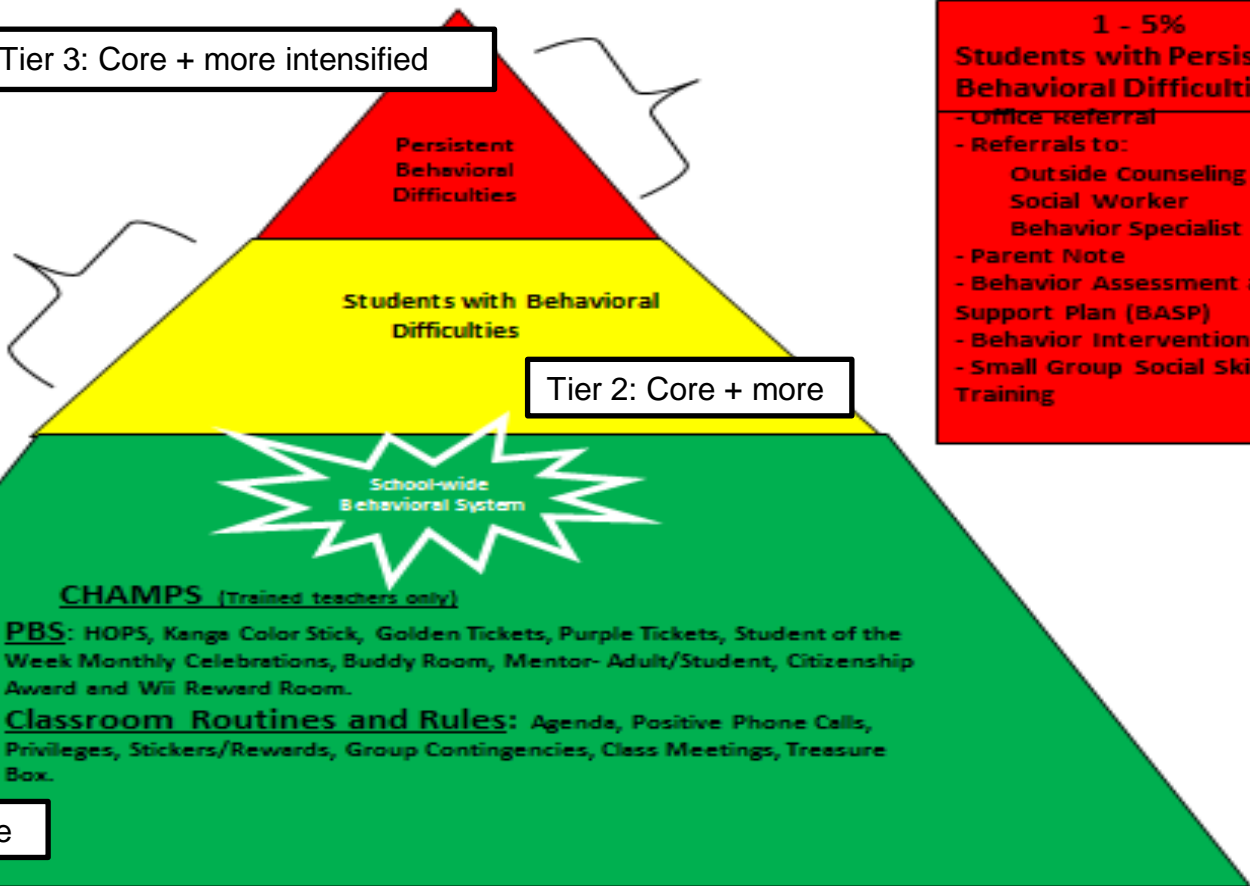 Tier 3: Core + more intensified
Persistent
Behavioral
Difficulties
Students with Behavioral
Difficulties
Tier 2: Core + more
School-wide
Behavioral System
CHAMPS (Trained teachers only)
PBS: HOPS, Kanga Color Stick, Golden Tickets, Purple Tickets, Student of the
Week Monthly Celebrations, Buddy Room, Mentor- Adult/Student, Citizenship
Award and Wii Reward Room.
Classroom Routines and Rules: Agenda, Positive Phone Calls,
Privileges, Stickers/Rewards, Group Contingencies, Class Meetings, Treasure
Box.
1 - 5%
Students with
Behavioral
- Office Referral
- Referrals to:
Outside Counseling
Social Worker
Behavior Specialist
- Parent Note
- Behavior Assessment
Support Plan (BASP)
- Behavior Intervention
- Small Group Social
Training